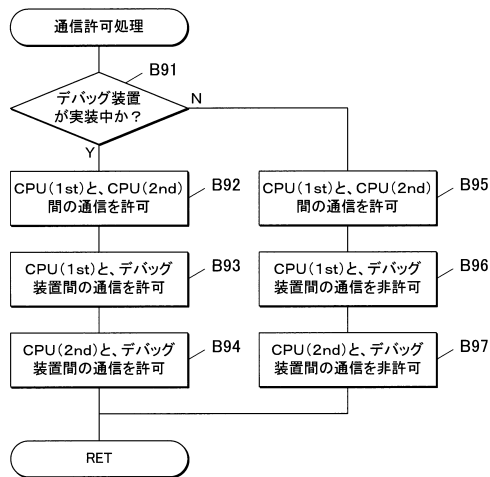 通信許可処理
B91
デバッグ装置
が実装中か？
N
Y
CPU(1st)と、CPU(2nd)
間の通信を許可
B92
CPU(1st)と、デバッグ
装置間の通信を許可
B93
CPU(2nd)と、デバッグ
装置間の通信を許可
B94
CPU(1st)と、CPU(2nd)
間の通信を許可
B95
CPU(1st)と、デバッグ
装置間の通信を非許可
B96
CPU(2nd)と、デバッグ
装置間の通信を非許可
B97
RET